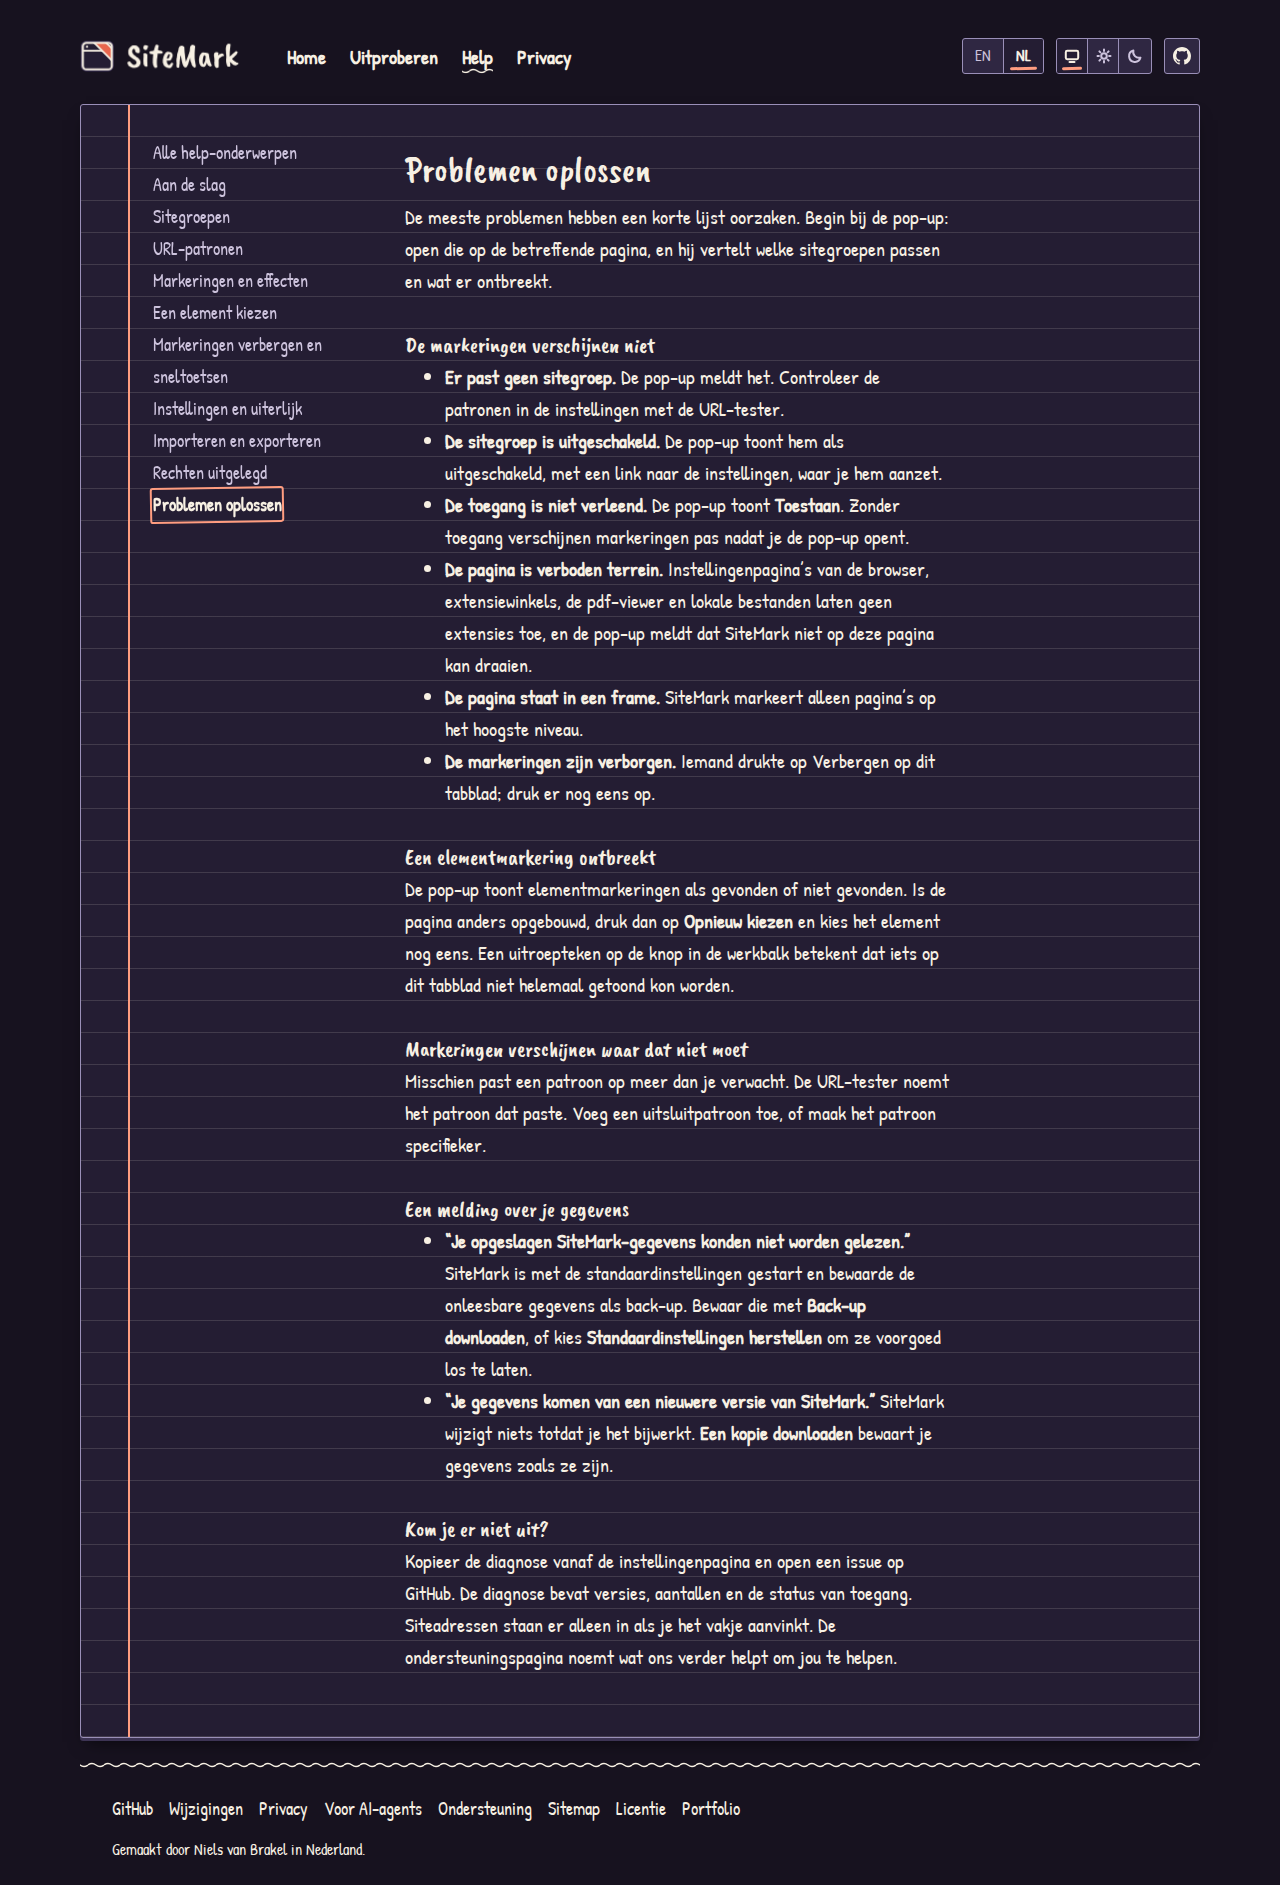 SiteMark
Home Uitproberen Help Privacy
EN NL
Alle help-onderwerpen
Aan de slag
Sitegroepen
URL-patronen
Markeringen en effecten
Een element kiezen
Markeringen verbergen en
sneltoetsen
Instellingen en uiterlijk
Importeren en exporteren
Rechten uitgelegd
Problemen oplossen
Problemen oplossen
De meeste problemen hebben een korte lijst oorzaken. Begin bij de pop-up:
open die op de betreffende pagina, en hij vertelt welke sitegroepen passen
en wat er ontbreekt.
De markeringen verschijnen niet
Er past geen sitegroep. De pop-up meldt het. Controleer de
patronen in de instellingen met de URL-tester.
De sitegroep is uitgeschakeld. De pop-up toont hem als
uitgeschakeld, met een link naar de instellingen, waar je hem aanzet.
De toegang is niet verleend. De pop-up toont Toestaan. Zonder
toegang verschijnen markeringen pas nadat je de pop-up opent.
De pagina is verboden terrein. Instellingenpagina's van de browser,
extensiewinkels, de pdf-viewer en lokale bestanden laten geen
extensies toe, en de pop-up meldt dat SiteMark niet op deze pagina
kan draaien.
De pagina staat in een frame. SiteMark markeert alleen pagina's op
het hoogste niveau.
De markeringen zijn verborgen. Iemand drukte op Verbergen op dit
tabblad; druk er nog eens op.
Een elementmarkering ontbreekt
De pop-up toont elementmarkeringen als gevonden of niet gevonden. Is de
pagina anders opgebouwd, druk dan op Opnieuw kiezen en kies het element
nog eens. Een uitroepteken op de knop in de werkbalk betekent dat iets op
dit tabblad niet helemaal getoond kon worden.
Markeringen verschijnen waar dat niet moet
Misschien past een patroon op meer dan je verwacht. De URL-tester noemt
het patroon dat paste. Voeg een uitsluitpatroon toe, of maak het patroon
specifieker.
Een melding over je gegevens
“Je opgeslagen SiteMark-gegevens konden niet worden gelezen.”
SiteMark is met de standaardinstellingen gestart en bewaarde de
onleesbare gegevens als back-up. Bewaar die met Back-up
downloaden, of kies Standaardinstellingen herstellen om ze voorgoed
los te laten.
“Je gegevens komen van een nieuwere versie van SiteMark.” SiteMark
wijzigt niets totdat je het bijwerkt. Een kopie downloaden bewaart je
gegevens zoals ze zijn.
Kom je er niet uit?
Kopieer de diagnose vanaf de instellingenpagina en open een issue op
GitHub. De diagnose bevat versies, aantallen en de status van toegang.
Siteadressen staan er alleen in als je het vakje aanvinkt. De
ondersteuningspagina noemt wat ons verder helpt om jou te helpen.
GitHub Wijzigingen Privacy Voor AI-agents Ondersteuning Sitemap Licentie Portfolio
Gemaakt door Niels van Brakel in Nederland.